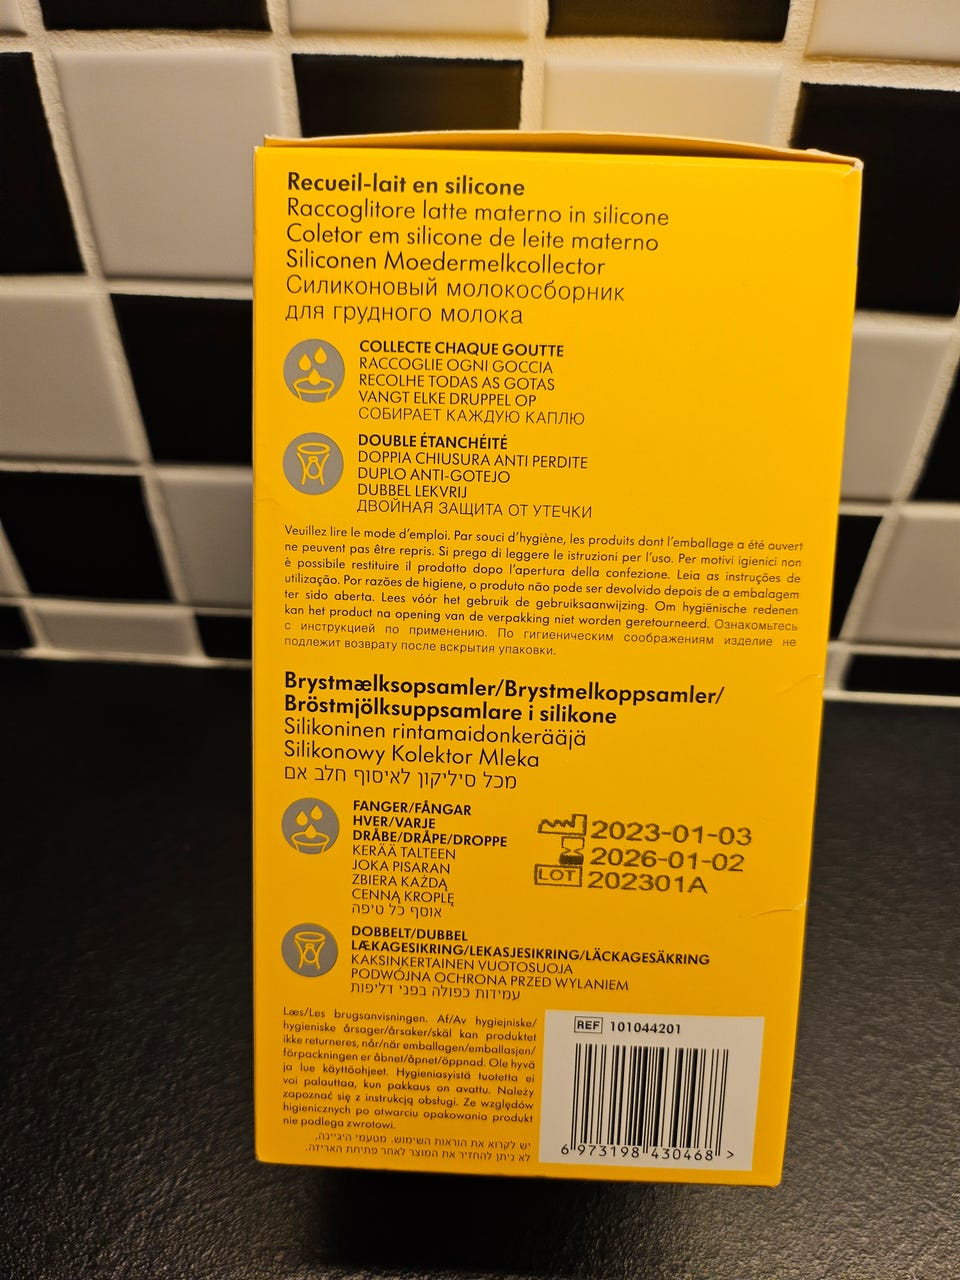 Recueil-lait en silicone
Raccoglitore latte materno in silicone
Coletor em silicone de leite materno
Siliconen Moedermelkcollector
Силиконовый молокосборник
для грудного молока
COLLECTE CHAQUE GOUTTE
RACCOGLIE OGNI GOCCIA
RECOLHE TODAS AS GOTAS
VANGT ELKE DRUPPEL OP
СОБИРАЕТ КАЖДУЮ КАПЛЮ
DOUBLE ÉTANCHÉITÉ
DOPPIA CHIUSURA ANTI PERDITE
DUPLO ANTI-GOTEJO
DUBBEL LEKVRIJ
ДВОЙНАЯ ЗАЩИТА ОТ УТЕЧКИ
Veuillez lire le mode d'emploi. Par souci d'hygiène, les produits dont l'emballage a été ouvert
ne peuvent pas être repris. Si prega di leggere le istruzioni per l'uso. Per motivi igienici non
è possibile restituire il prodotto dopo l'apertura della confezione. Leia as instruções de
utilização. Por razões de higiene, o produto não pode ser devolvido depois de a embalagem
ter sido aberta. Lees vóór het gebruik de gebruiksaanwijzing. Om hygiënische redenen
kan het product na opening van de verpakking niet worden geretourneerd. Ознакомьтесь
с инструкцией по применению. По гигиеническим соображениям изделие не
подлежит возврату после вскрытия упаковки.
Brystmælksopsamler/Brystmelkoppsamler/
Bröstmjölksuppsamlare i silikone
Silikoninen rintamaidonkerääjä
Silikonowy Kolektor Mleka
מכל סיליקון לאיסוף חלב אם
FANGER/FÅNGAR
HVER/VARJE
DRÅBE/DRÅPE/DROPPE
KERÄÄ TALTEEN
JOKA PISARAN
ZBIERA KAŻDĄ
CENNĄ KROPLĘ
אוסף כל טיפה
2023-01-03
2026-01-02
LOT 202301A
DOBBELT/DUBBEL
LÆKAGESIKRING/LEKASJESIKRING/LÄCKAGESÄKRING
KAKSINKERTAINEN VUOTOSUOJA
PODWÓJNA OCHRONA PRZED WYLANIEM
עמידות כפולה בפני דליפות
Læs/Les brugsanvisningen. Af/Av hygiejniske/
hygieniske årsager/årsaker/skäl kan produktet
ikke returneres, når/när emballagen/emballasjen/
förpackningen er åbnet/åpnet/öppnad. Ole hyvä
ja lue käyttöohjeet. Hygieniasyistä tuotetta ei
voi palauttaa, kun pakkaus on avattu. Należy
zapoznać się z instrukcją obsługi. Ze względów
higienicznych po otwarciu opakowania produkt
nie podlega zwrotowi.
יש לקרוא את הוראות השימוש. מטעמי היגיינה,
לא ניתן להחזיר את המוצר לאחר פתיחת האריזה.
REF 101044201
6 973198 430468 >